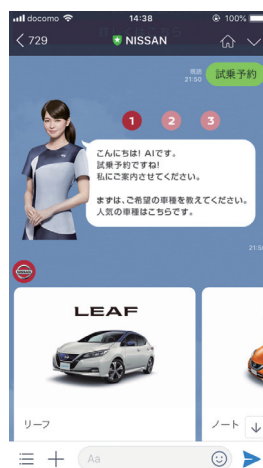 docomo 14:38 100%
729 NISSAN
既読
21:50
試乗予約
1 2 3
こんにちは! AIです。
試乗予約ですね!
私にご案内させてください。
まずは、ご希望の車種を教えてください。
人気の車種はこちらです。
21:50
NISSAN
LEAF
リーフ
ノート
Aa